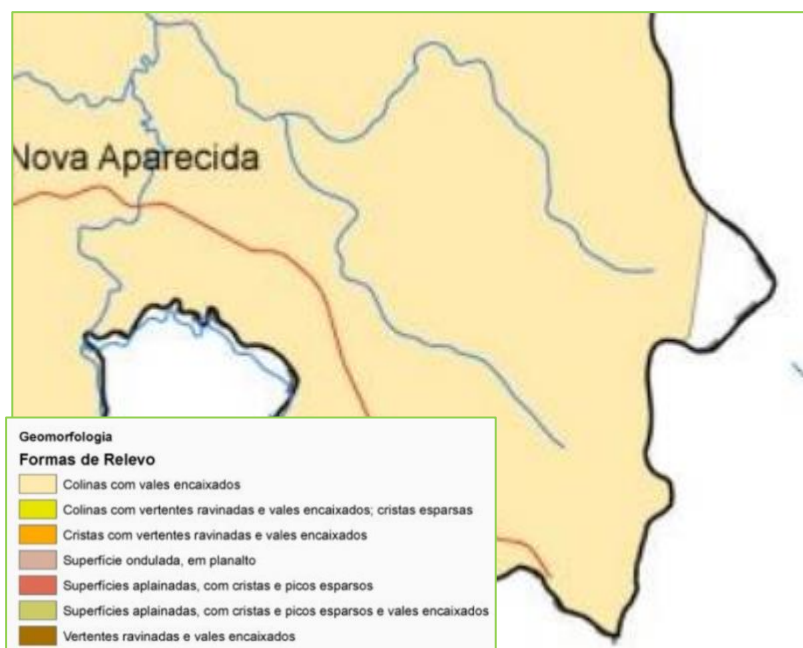 Nova Aparecida
Geomorfologia
Formas de Relevo
Colinas com vales encaixados
Colinas com vertentes ravinadas e vales encaixados; cristas esparsas
Cristas com vertentes ravinadas e vales encaixados
Superfície ondulada, em planalto
Superfícies aplainadas, com cristas e picos esparsos
Superfícies aplainadas, com cristas e picos esparsos e vales encaixados
Vertentes ravinadas e vales encaixados